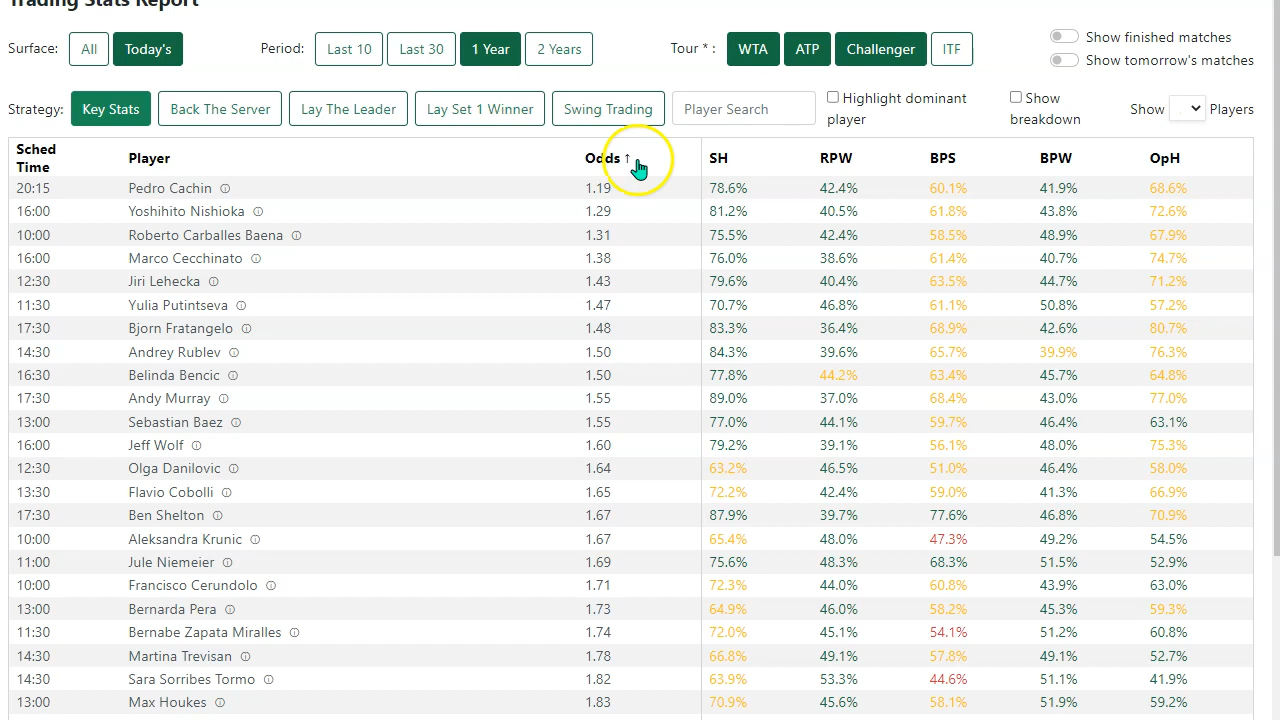 Trading Stats Report
Surface: All Today's Period: Last 10 Last 30 1 Year 2 Years Tour * : WTA ATP Challenger ITF Show finished matches
Show tomorrow's matches
Strategy: Key Stats Back The Server Lay The Leader Lay Set 1 Winner Swing Trading Player Search Highlight dominant player Show breakdown Show Players
Sched Time Player Odds ↑ SH RPW BPS BPW OpH
20:15 Pedro Cachin 1.19 78.6% 42.4% 60.1% 41.9% 68.6%
16:00 Yoshihito Nishioka 1.29 81.2% 40.5% 61.8% 43.8% 72.6%
10:00 Roberto Carballes Baena 1.31 75.5% 42.4% 58.5% 48.9% 67.9%
16:00 Marco Cecchinato 1.38 76.0% 38.6% 61.4% 40.7% 74.7%
12:30 Jiri Lehecka 1.43 79.6% 40.4% 63.5% 44.7% 71.2%
11:30 Yulia Putintseva 1.47 70.7% 46.8% 61.1% 50.8% 57.2%
17:30 Bjorn Fratangelo 1.48 83.3% 36.4% 68.9% 42.6% 80.7%
14:30 Andrey Rublev 1.50 84.3% 39.6% 65.7% 39.9% 76.3%
16:30 Belinda Bencic 1.50 77.8% 44.2% 63.4% 45.7% 64.8%
17:30 Andy Murray 1.55 89.0% 37.0% 68.4% 43.0% 77.0%
13:00 Sebastian Baez 1.55 77.0% 44.1% 59.7% 46.4% 63.1%
16:00 Jeff Wolf 1.60 79.2% 39.1% 56.1% 48.0% 75.3%
12:30 Olga Danilovic 1.64 63.2% 46.5% 51.0% 46.4% 58.0%
13:30 Flavio Cobolli 1.65 72.2% 42.4% 59.0% 41.3% 66.9%
17:30 Ben Shelton 1.67 87.9% 39.7% 77.6% 46.8% 70.9%
10:00 Aleksandra Krunic 1.67 65.4% 48.0% 47.3% 49.2% 54.5%
11:00 Jule Niemeier 1.69 75.6% 48.3% 68.3% 51.5% 52.9%
10:00 Francisco Cerundolo 1.71 72.3% 44.0% 60.8% 43.9% 63.0%
13:00 Bernarda Pera 1.73 64.9% 46.0% 58.2% 45.3% 59.3%
11:30 Bernabe Zapata Miralles 1.74 72.0% 45.1% 54.1% 51.2% 60.8%
14:30 Martina Trevisan 1.78 66.8% 49.1% 57.8% 49.1% 52.7%
14:30 Sara Sorribes Tormo 1.82 63.9% 53.3% 44.6% 51.1% 41.9%
13:00 Max Houkes 1.83 70.9% 45.6% 58.1% 51.9% 59.2%